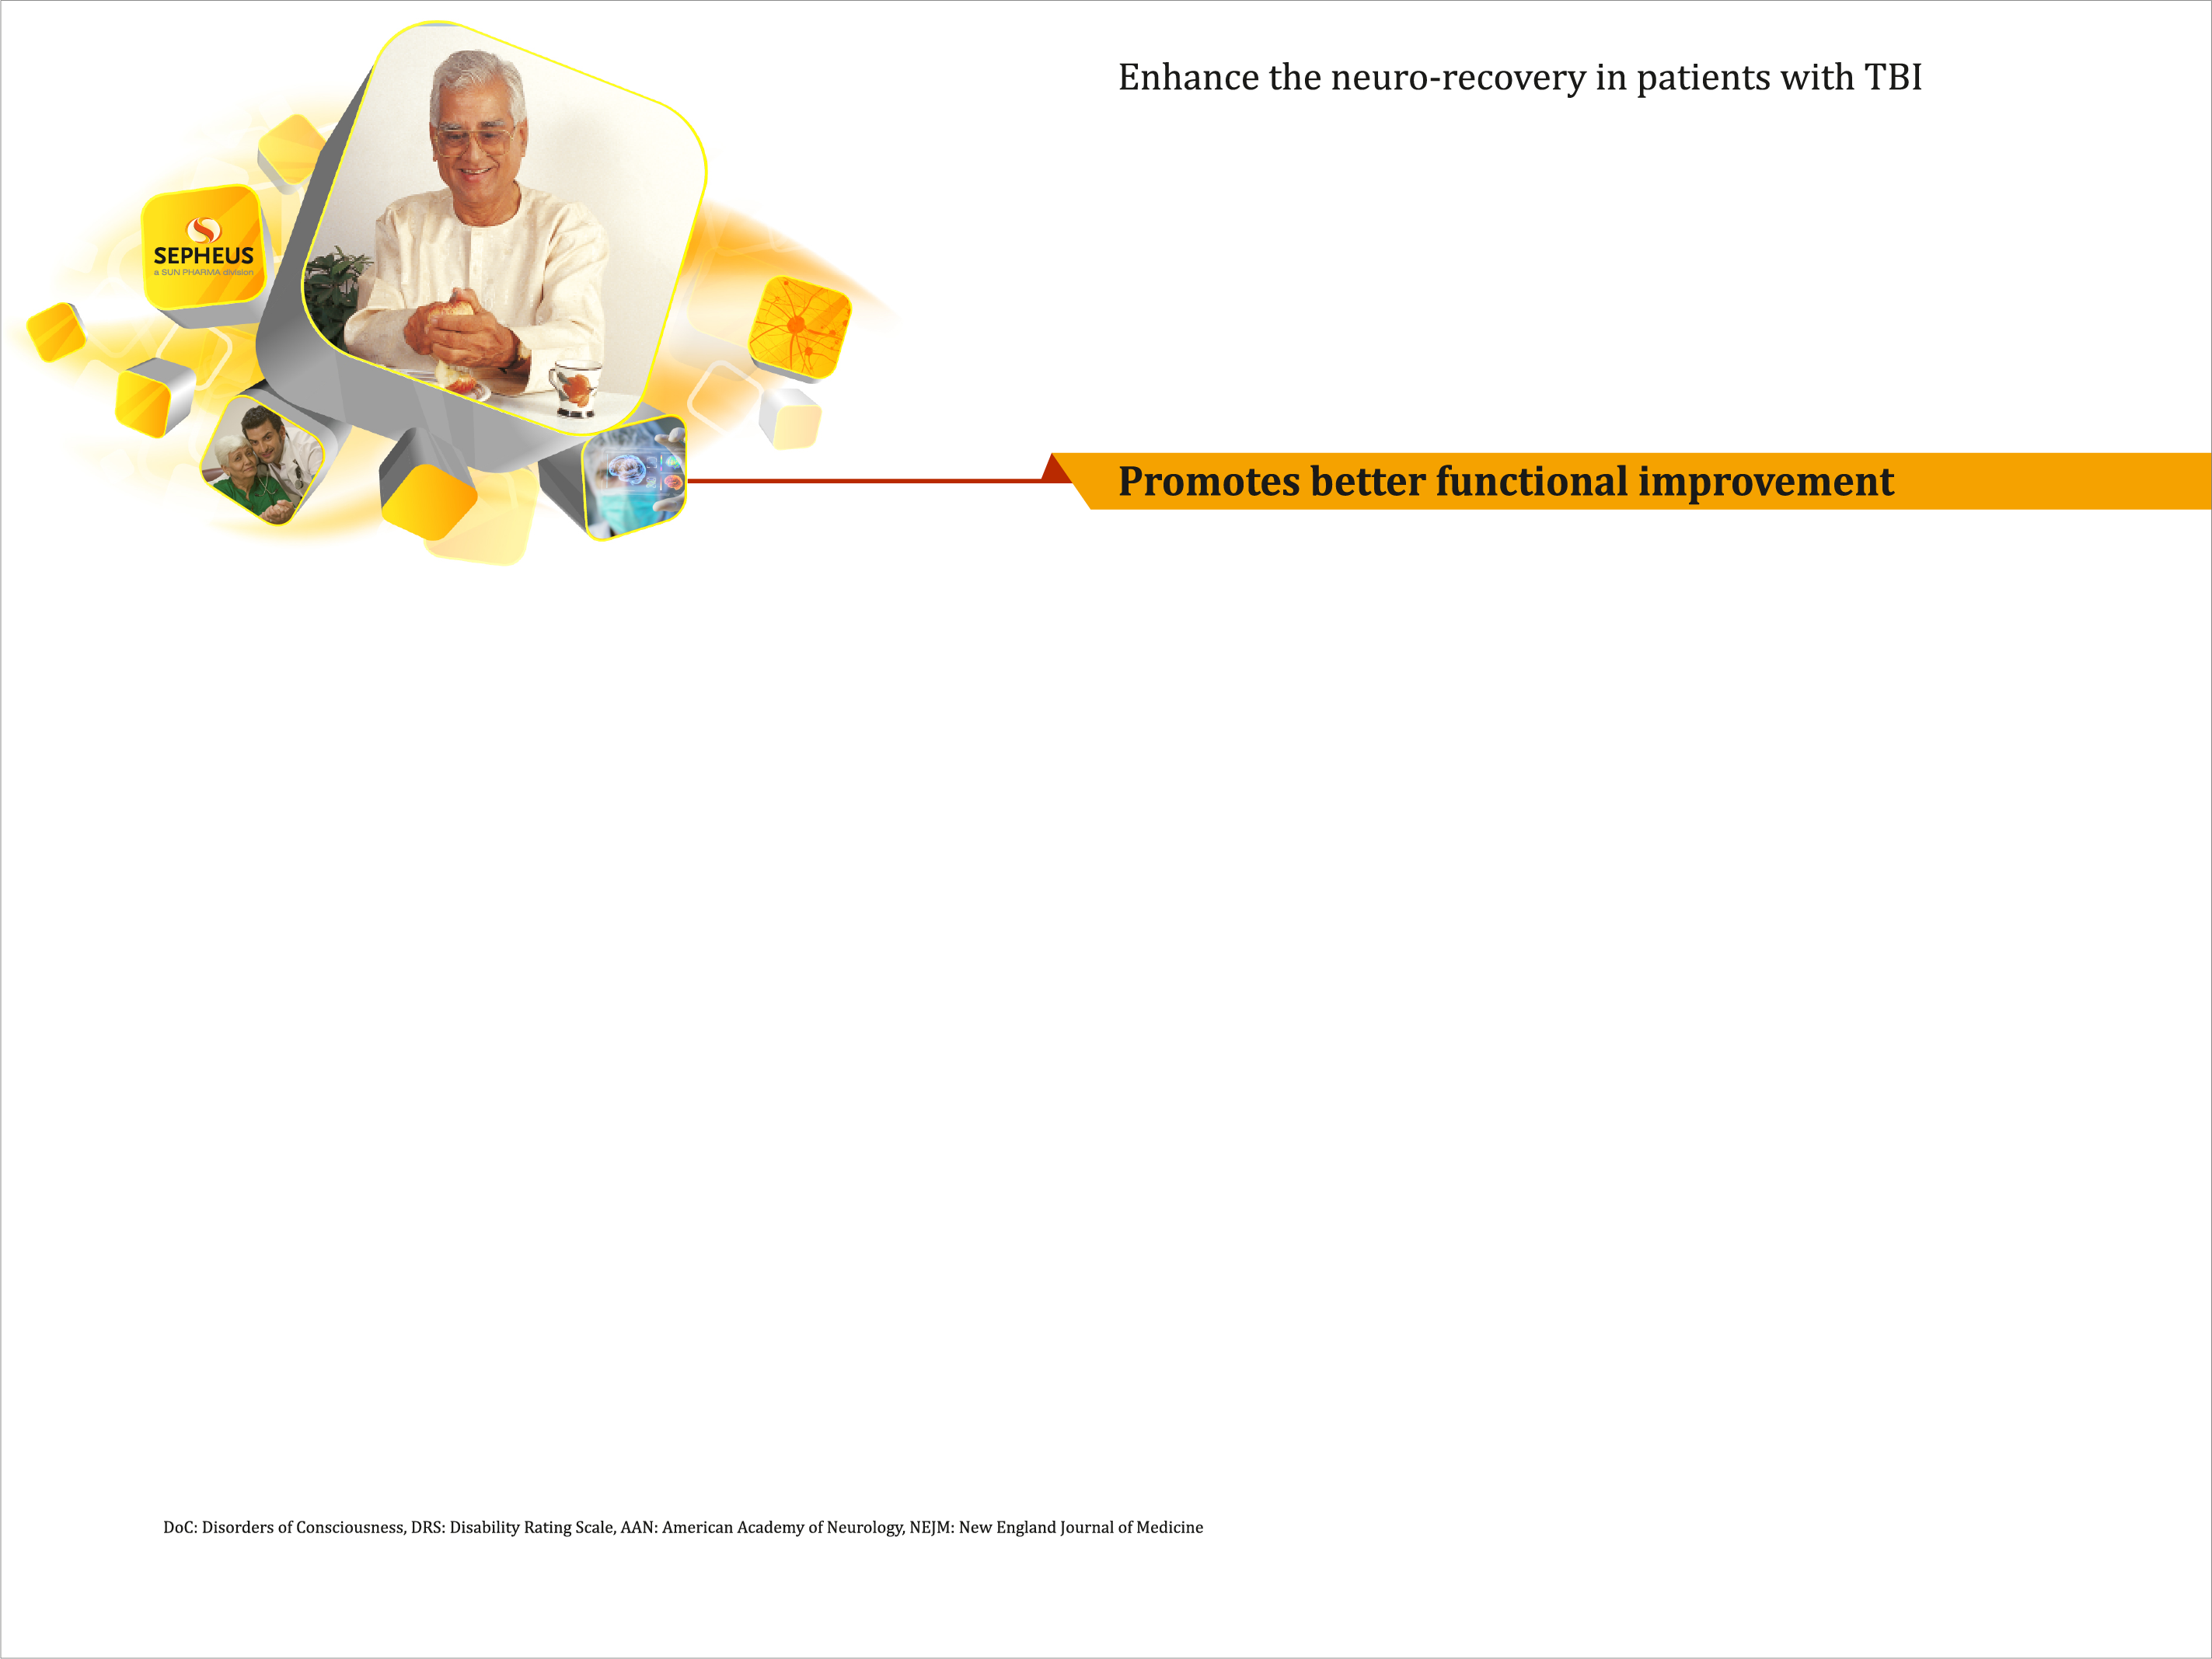 Enhance the neuro-recovery in patients with TBI
SEPHEUS
a SUN PHARMA division
Promotes better functional improvement
DoC: Disorders of Consciousness, DRS: Disability Rating Scale, AAN: American Academy of Neurology, NEJM: New England Journal of Medicine